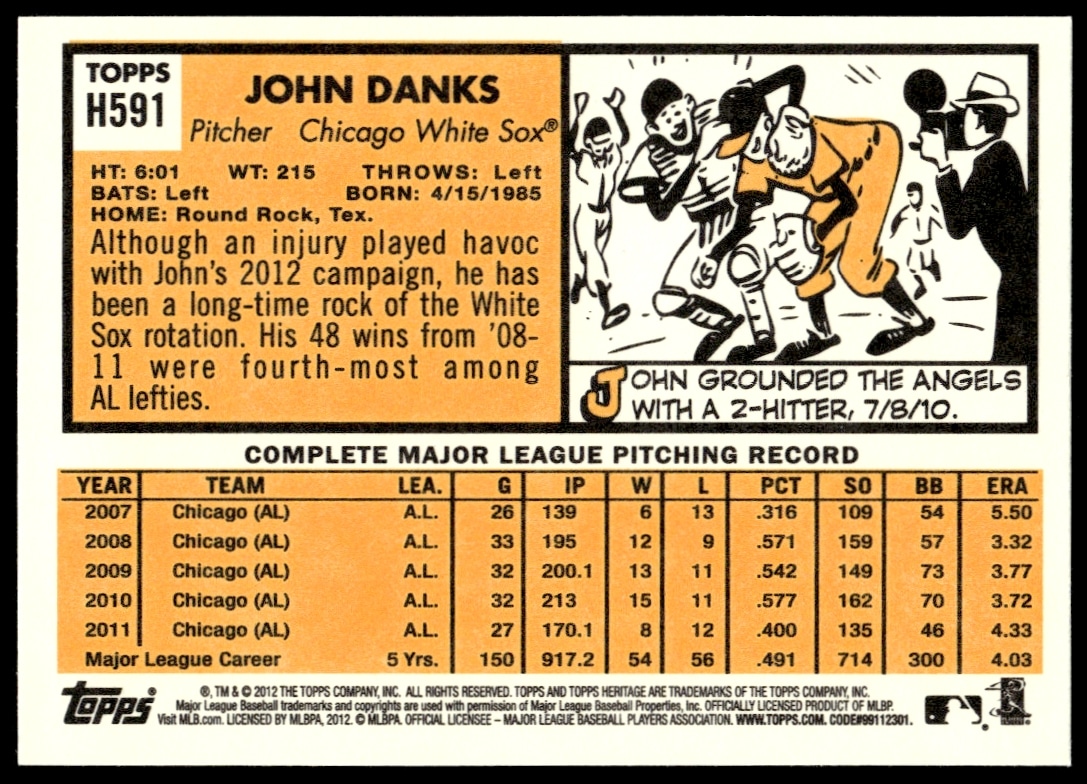 TOPPS
H591
JOHN DANKS
Pitcher Chicago White Sox®
HT: 6:01 WT: 215 THROWS: Left
BATS: Left BORN: 4/15/1985
HOME: Round Rock, Tex.
Although an injury played havoc
with John's 2012 campaign, he has
been a long-time rock of the White
Sox rotation. His 48 wins from '08-
11 were fourth-most among
AL lefties.
JOHN GROUNDED THE ANGELS
WITH A 2-HITTER, 7/8/10.
COMPLETE MAJOR LEAGUE PITCHING RECORD
YEAR TEAM LEA. G IP W L PCT SO BB ERA
2007 Chicago (AL) A.L. 26 139 6 13 .316 109 54 5.50
2008 Chicago (AL) A.L. 33 195 12 9 .571 159 57 3.32
2009 Chicago (AL) A.L. 32 200.1 13 11 .542 149 73 3.77
2010 Chicago (AL) A.L. 32 213 15 11 .577 162 70 3.72
2011 Chicago (AL) A.L. 27 170.1 8 12 .400 135 46 4.33
Major League Career 5 Yrs. 150 917.2 54 56 .491 714 300 4.03
topps®
®, TM & © 2012 THE TOPPS COMPANY, INC. ALL RIGHTS RESERVED. TOPPS AND TOPPS HERITAGE ARE TRADEMARKS OF THE TOPPS COMPANY, INC.
Major League Baseball trademarks and copyrights are used with permission of Major League Baseball Properties, Inc. OFFICIALLY LICENSED PRODUCT OF MLBP.
Visit MLB.com. LICENSED BY MLBPA, 2012. © MLBPA. OFFICIAL LICENSEE – MAJOR LEAGUE BASEBALL PLAYERS ASSOCIATION. WWW.TOPPS.COM. CODE#99112301.